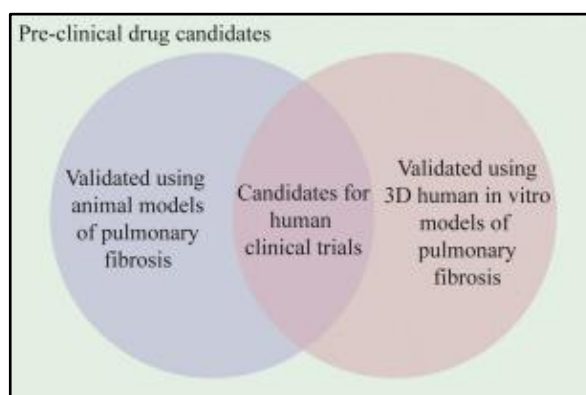 Pre-clinical drug candidates
Validated using
animal models
of pulmonary
fibrosis
Candidates for
human
clinical trials
Validated using
3D human in vitro
models of
pulmonary
fibrosis